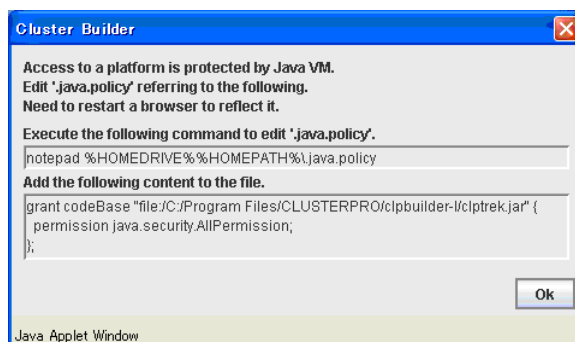 Cluster Builder
Access to a platform is protected by Java VM.
Edit '.java.policy' referring to the following.
Need to restart a browser to reflect it.
Execute the following command to edit '.java.policy'.
notepad %HOMEDRIVE%%HOMEPATH%\.java.policy
Add the following content to the file.
grant codeBase "file:/C:/Program Files/CLUSTERPRO/clpbuilder-l/clptrek.jar" {
permission java.security.AllPermission;
};
Ok
Java Applet Window